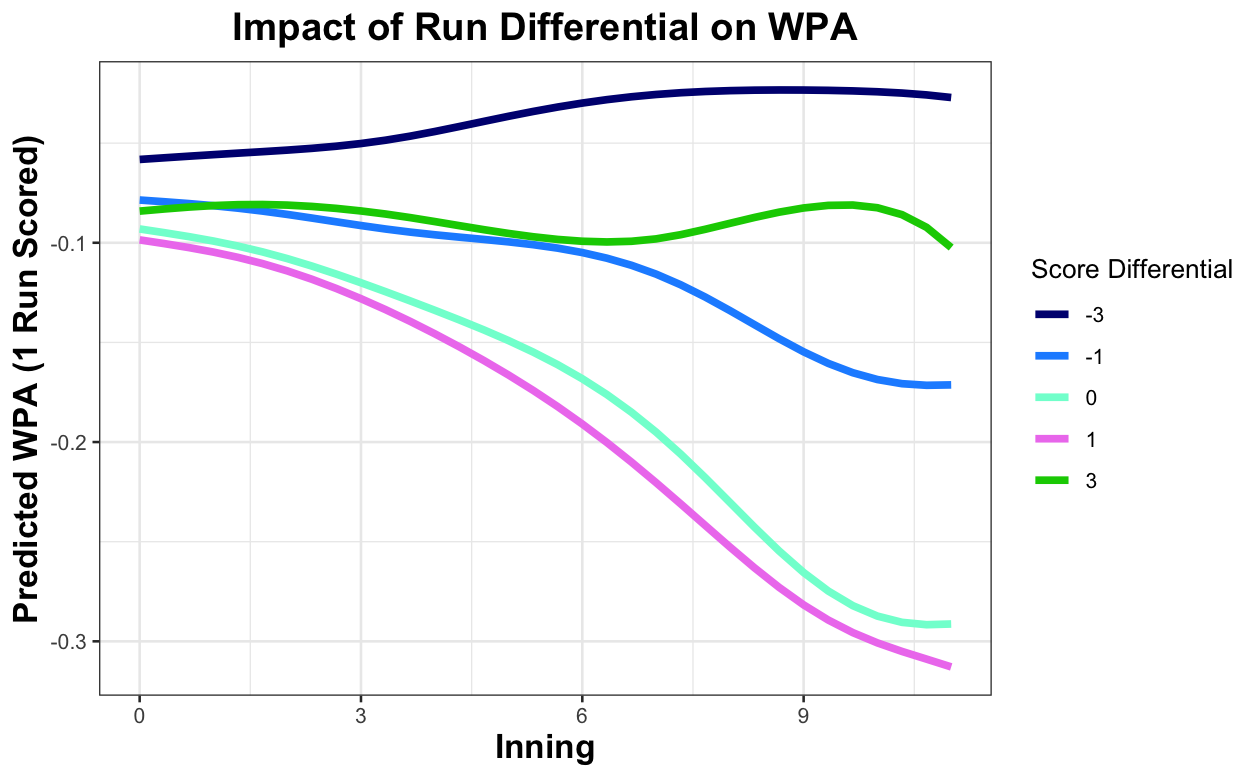 Impact of Run Differential on WPA
Predicted WPA (1 Run Scored)
-0.1
-0.2
-0.3
0 3 6 9
Inning
Score Differential
-3
-1
0
1
3